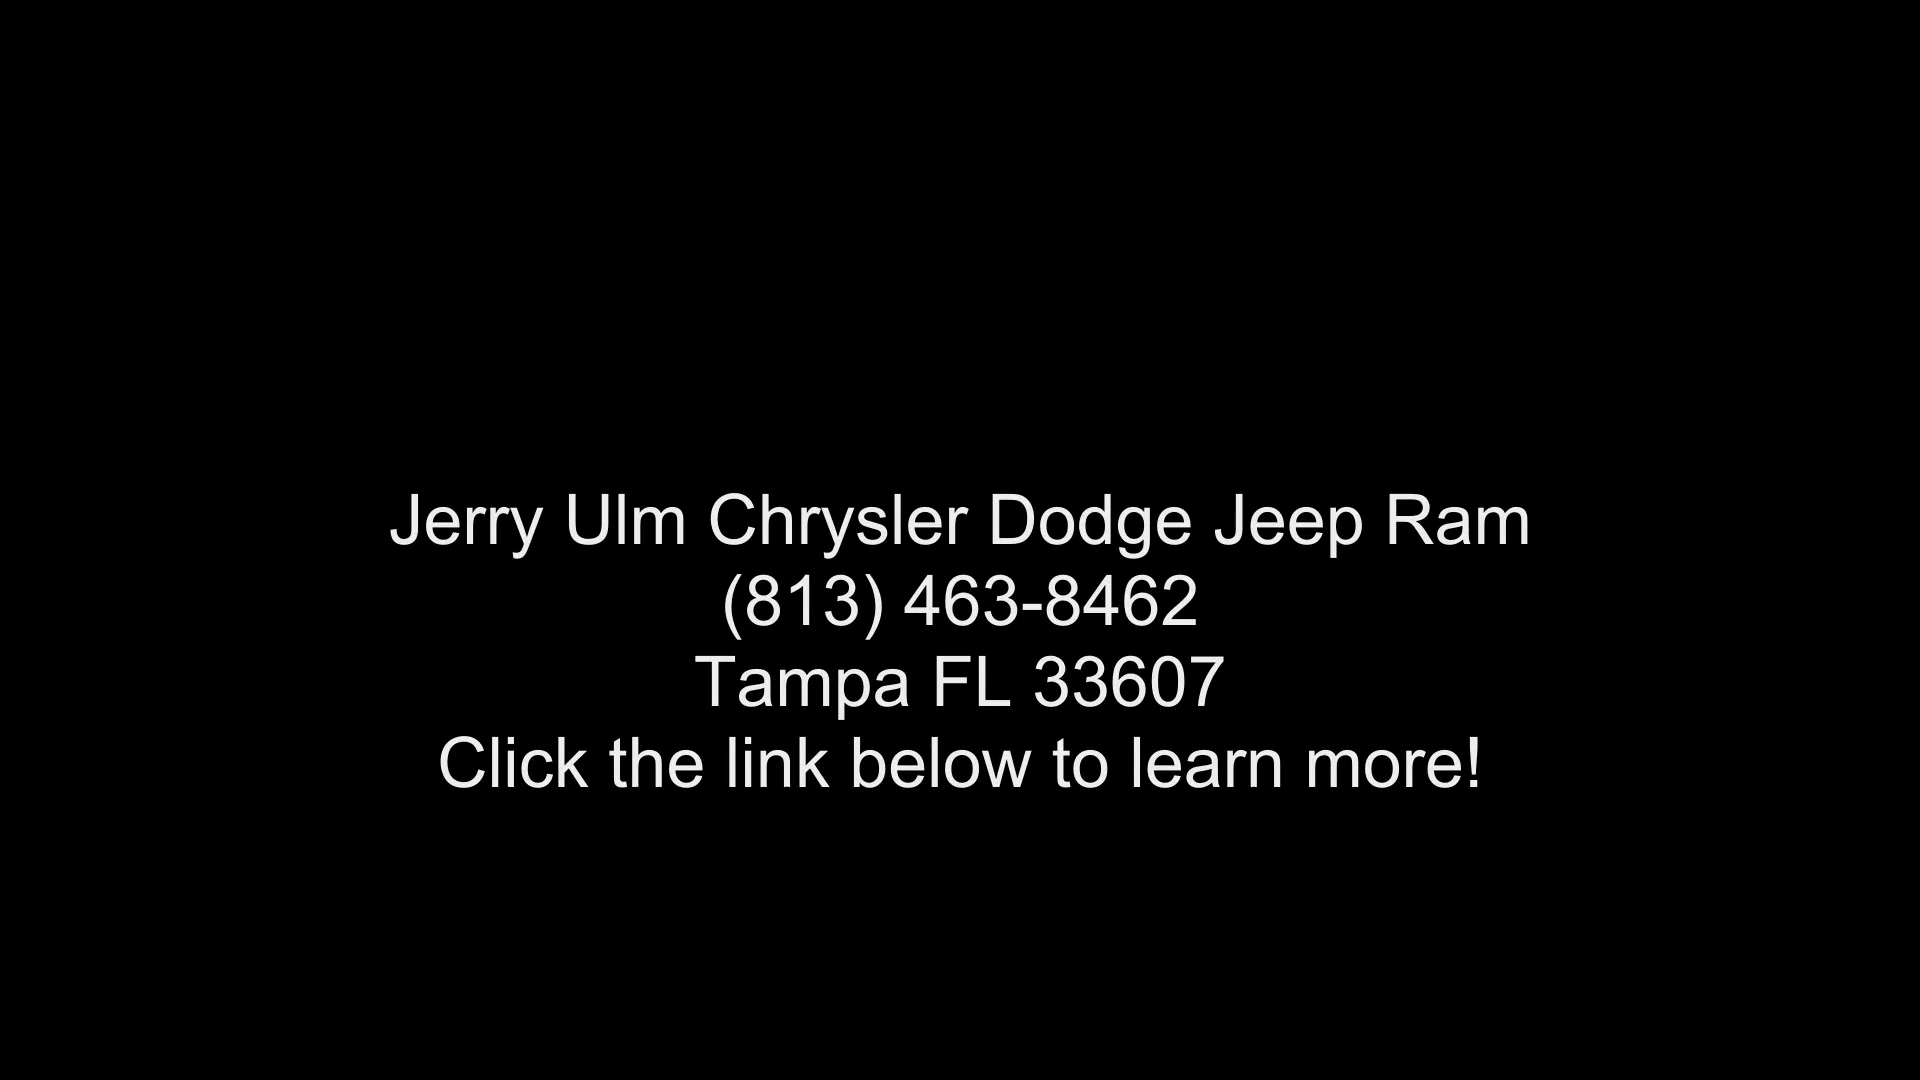 Jerry Ulm Chrysler Dodge Jeep Ram
(813) 463-8462
Tampa FL 33607
Click the link below to learn more!